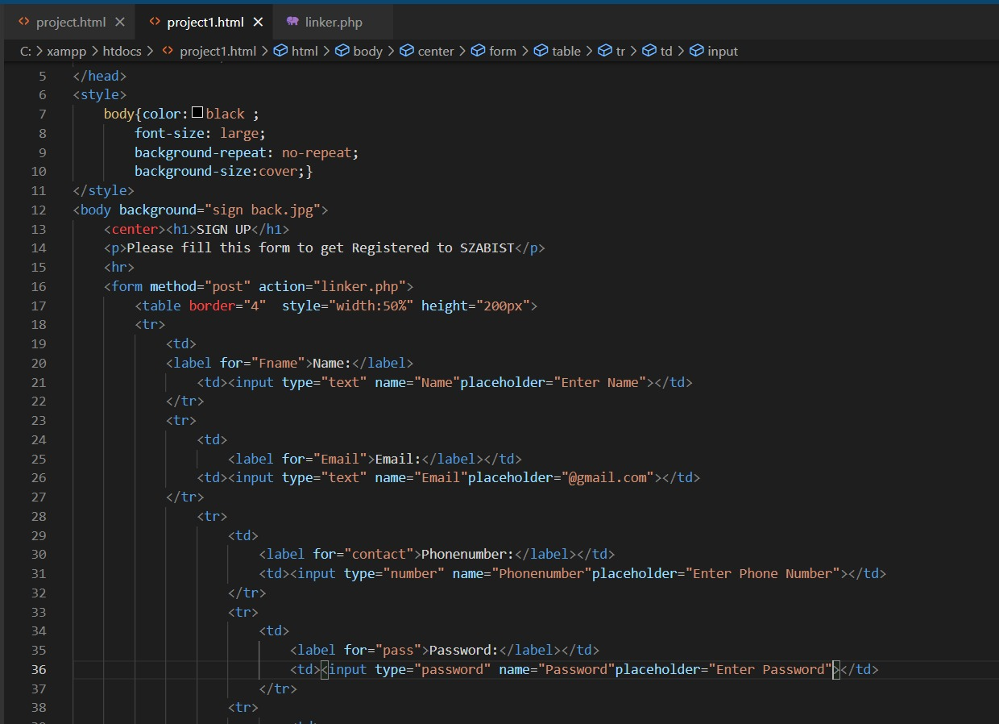 project.html project1.html linker.php
C: > xampp > htdocs > project1.html > html > body > center > form > table > tr > td > input
5 </head>
6 <style>
7 body{color:black ;
8 font-size: large;
9 background-repeat: no-repeat;
10 background-size:cover;}
11 </style>
12 <body background="sign back.jpg">
13 <center><h1>SIGN UP</h1>
14 <p>Please fill this form to get Registered to SZABIST</p>
15 <hr>
16 <form method="post" action="linker.php">
17 <table border="4"  style="width:50%" height="200px">
18 <tr>
19 <td>
20 <label for="Fname">Name:</label>
21 <td><input type="text" name="Name"placeholder="Enter Name"></td>
22 </tr>
23 <tr>
24 <td>
25 <label for="Email">Email:</label></td>
26 <td><input type="text" name="Email"placeholder="@gmail.com"></td>
27 </tr>
28 <tr>
29 <td>
30 <label for="contact">Phonenumber:</label></td>
31 <td><input type="number" name="Phonenumber"placeholder="Enter Phone Number"></td>
32 </tr>
33 <tr>
34 <td>
35 <label for="pass">Password:</label></td>
36 <td><input type="password" name="Password"placeholder="Enter Password"></td>
37 </tr>
38 <tr>